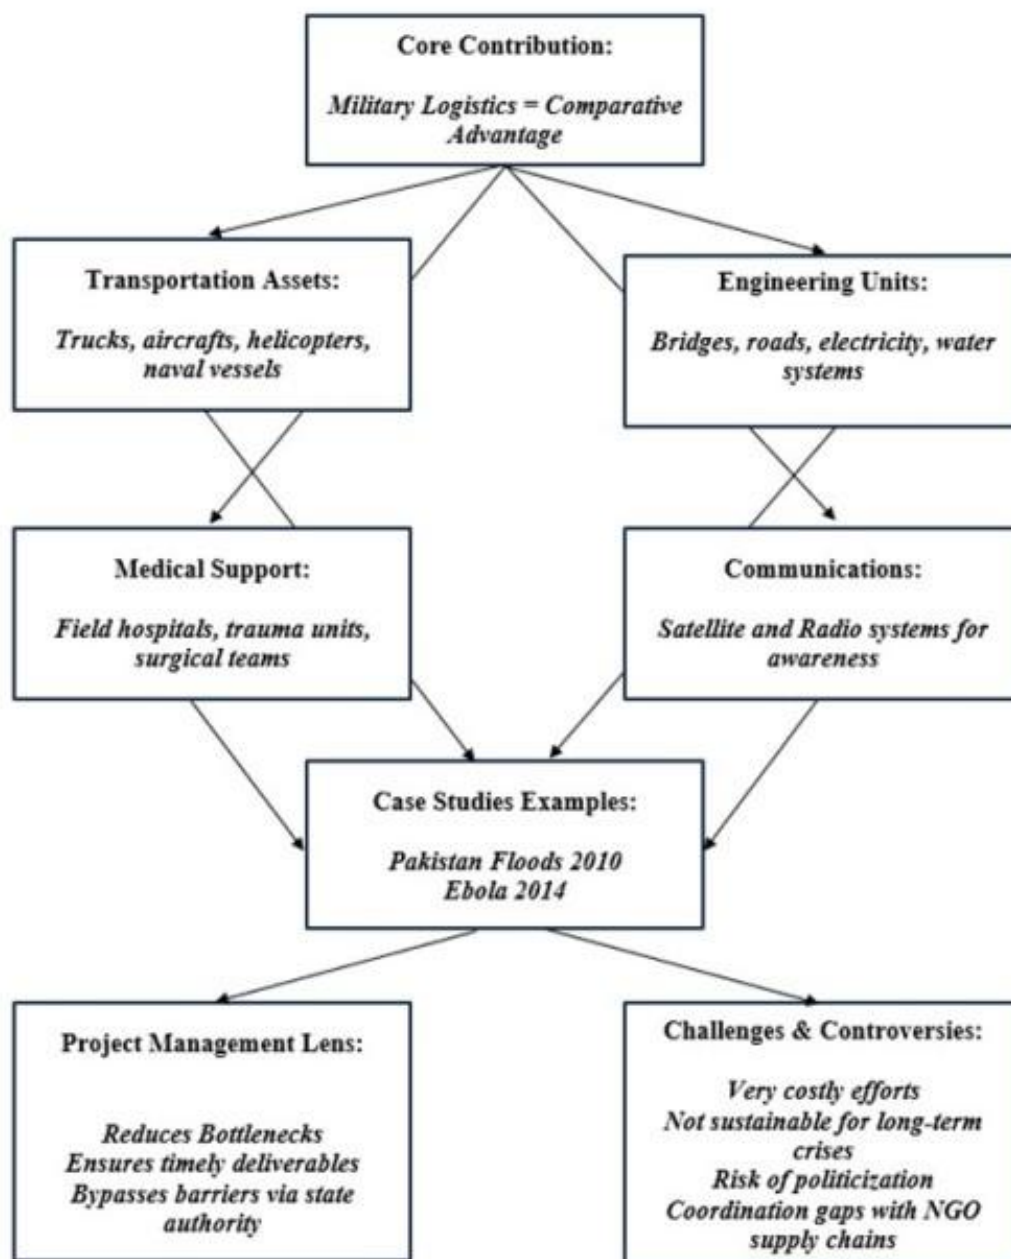 Core Contribution:
Military Logistics = Comparative
Advantage
Transportation Assets:
Trucks, aircrafts, helicopters,
naval vessels
Engineering Units:
Bridges, roads, electricity, water
systems
Medical Support:
Field hospitals, trauma units,
surgical teams
Communications:
Satellite and Radio systems for
awareness
Case Studies Examples:
Pakistan Floods 2010
Ebola 2014
Project Management Lens:
Reduces Bottlenecks
Ensures timely deliverables
Bypasses barriers via state
authority
Challenges & Controversies:
Very costly efforts
Not sustainable for long-term
crises
Risk of politicization
Coordination gaps with NGO
supply chains